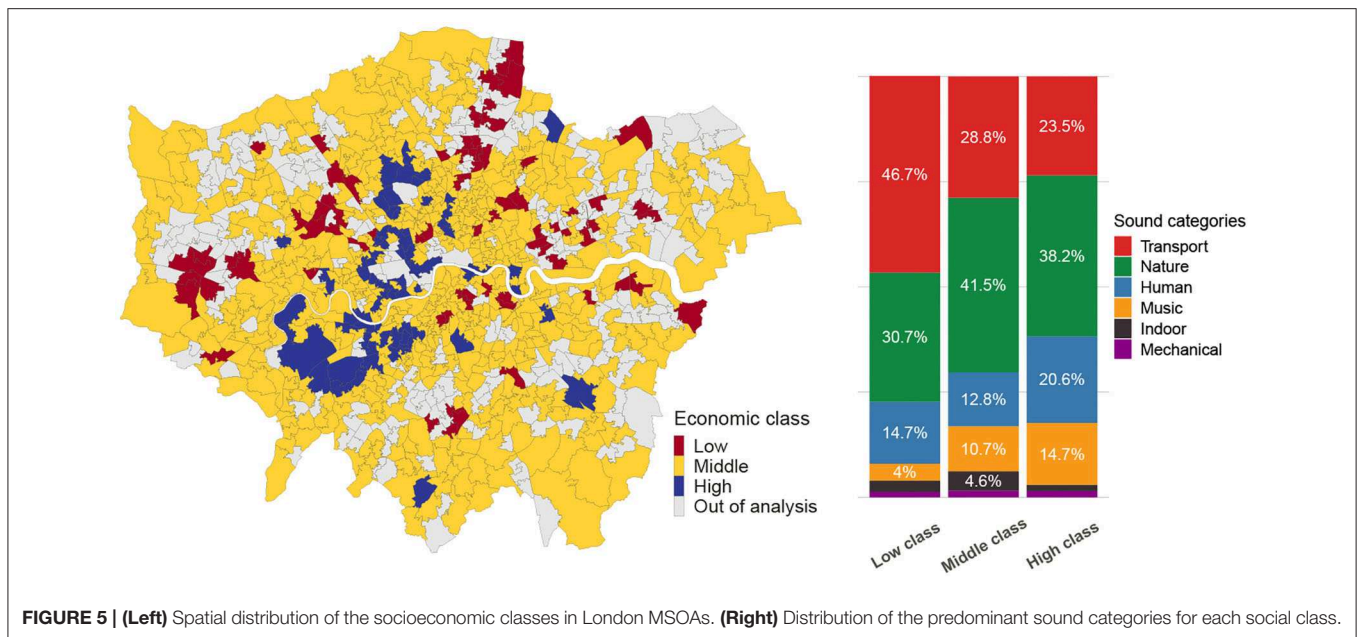 Economic class
Low
Middle
High
Out of analysis
46.7%
30.7%
14.7%
4%
28.8%
41.5%
12.8%
10.7%
4.6%
23.5%
38.2%
20.6%
14.7%
Low class
Middle class
High class
Sound categories
Transport
Nature
Human
Music
Indoor
Mechanical
FIGURE 5 | (Left) Spatial distribution of the socioeconomic classes in London MSOAs. (Right) Distribution of the predominant sound categories for each social class.